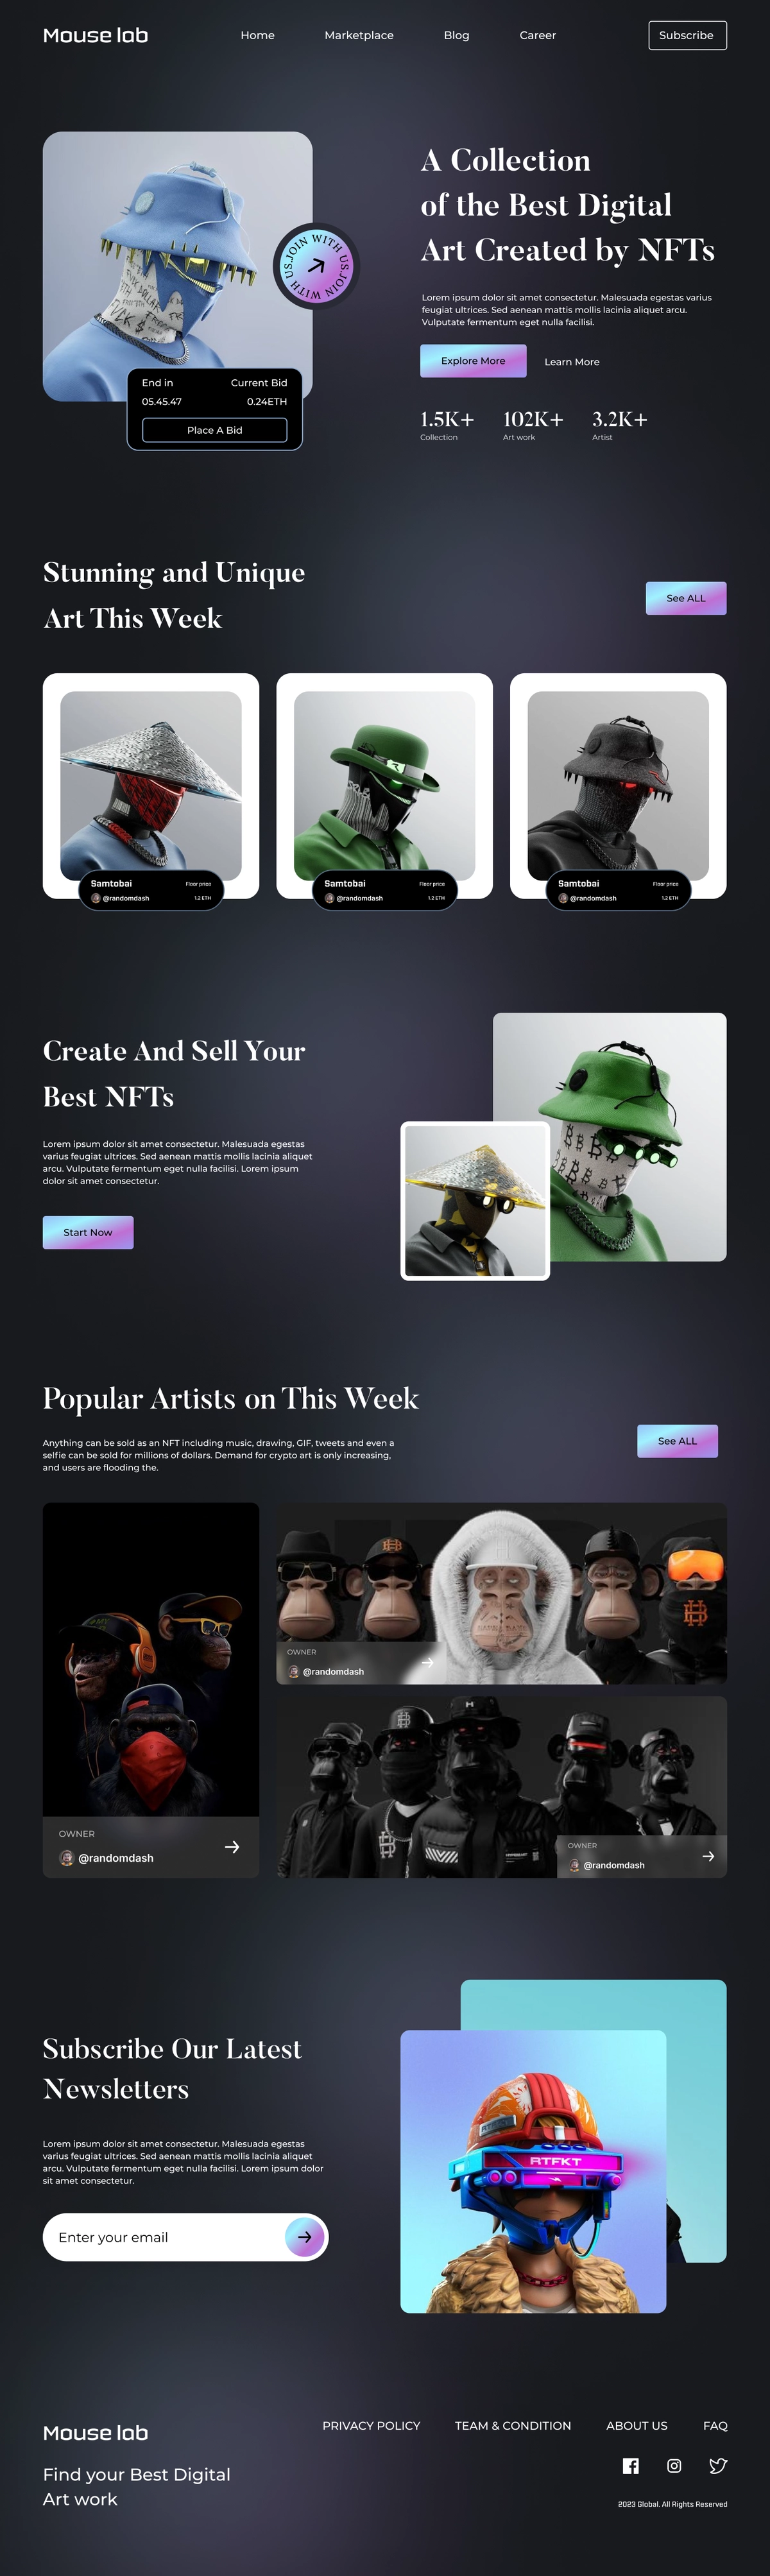 Mouse lab
Home
Marketplace
Blog
Career
Subscribe
A Collection
of the Best Digital
Art Created by NFTs
Lorem ipsum dolor sit amet consectetur. Malesuada egestas varius
feugiat ultrices. Sed aenean mattis mollis lacinia aliquet arcu.
Vulputate fermentum eget nulla facilisi.
Explore More
Learn More
1.5K+
102K+
3.2K+
Collection
Art work
Artist
JOIN WITH US.JOIN WITH US.
End in
Current Bid
05.45.47
0.24ETH
Place A Bid
Stunning and Unique
Art This Week
See ALL
Samtobai
Floor price
@randomdash
1.2 ETH
Samtobai
Floor price
@randomdash
1.2 ETH
Samtobai
Floor price
@randomdash
1.2 ETH
Create And Sell Your
Best NFTs
Lorem ipsum dolor sit amet consectetur. Malesuada egestas
varius feugiat ultrices. Sed aenean mattis mollis lacinia aliquet
arcu. Vulputate fermentum eget nulla facilisi. Lorem ipsum
dolor sit amet consectetur.
Start Now
Popular Artists on This Week
Anything can be sold as an NFT including music, drawing, GIF, tweets and even a
selfie can be sold for millions of dollars. Demand for crypto art is only increasing,
and users are flooding the.
See ALL
OWNER
@randomdash
OWNER
@randomdash
OWNER
@randomdash
Subscribe Our Latest
Newsletters
Lorem ipsum dolor sit amet consectetur. Malesuada egestas
varius feugiat ultrices. Sed aenean mattis mollis lacinia aliquet
arcu. Vulputate fermentum eget nulla facilisi. Lorem ipsum dolor
sit amet consectetur.
Enter your email
RTFKT
Mouse lab
Find your Best Digital
Art work
PRIVACY POLICY
TEAM & CONDITION
ABOUT US
FAQ
2023 Global. All Rights Reserved